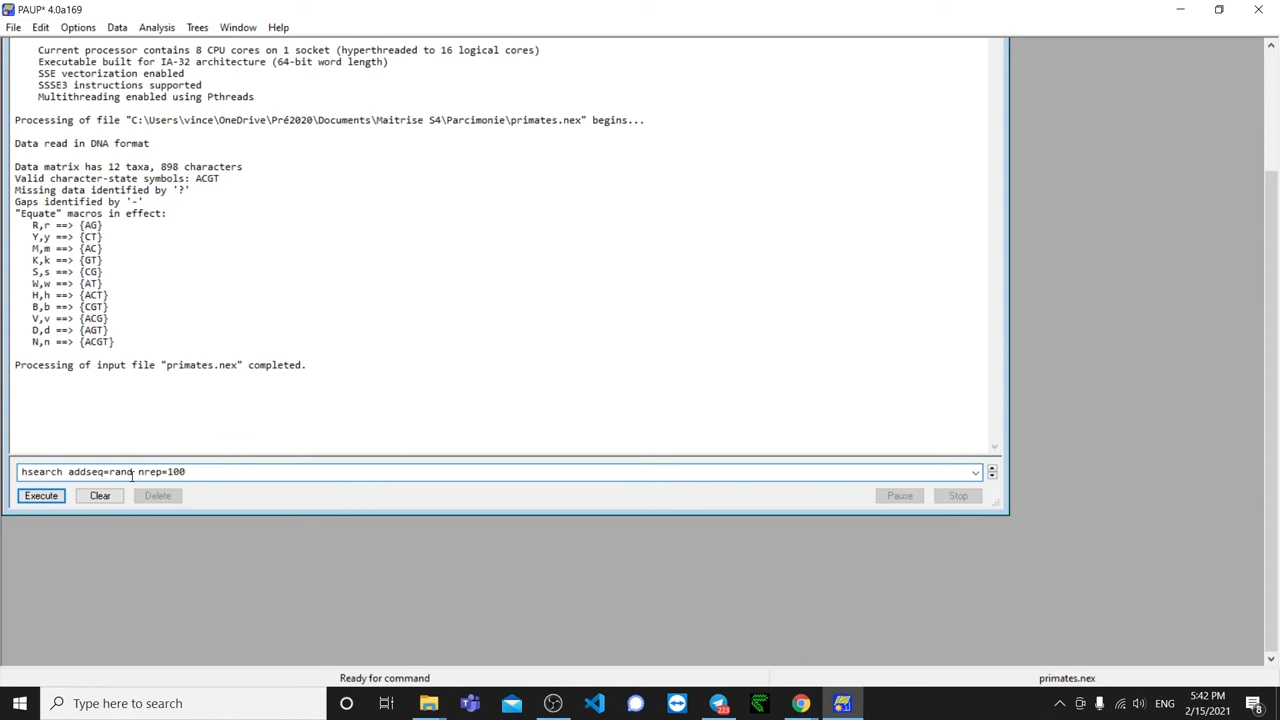 PAUP* 4.0a169
File Edit Options Data Analysis Trees Window Help
Current processor contains 8 CPU cores on 1 socket (hyperthreaded to 16 logical cores)
Executable built for IA-32 architecture (64-bit word length)
SSE vectorization enabled
SSSE3 instructions supported
Multithreading enabled using Pthreads
Processing of file "C:\Users\vince\OneDrive\Pré2020\Documents\Maitrise S4\Parcimonie\primates.nex" begins...
Data read in DNA format
Data matrix has 12 taxa, 898 characters
Valid character-state symbols: ACGT
Missing data identified by '?'
Gaps identified by '-'
"Equate" macros in effect:
R,r ==> {AG}
Y,y ==> {CT}
M,m ==> {AC}
K,k ==> {GT}
S,s ==> {CG}
W,w ==> {AT}
H,h ==> {ACT}
B,b ==> {CGT}
V,v ==> {ACG}
D,d ==> {AGT}
N,n ==> {ACGT}
Processing of input file "primates.nex" completed.
hsearch addseq=rand nrep=100
Execute Clear Delete Pause Stop
Ready for command primates.nex
Type here to search 223 ENG 5:42 PM 2/15/2021 8